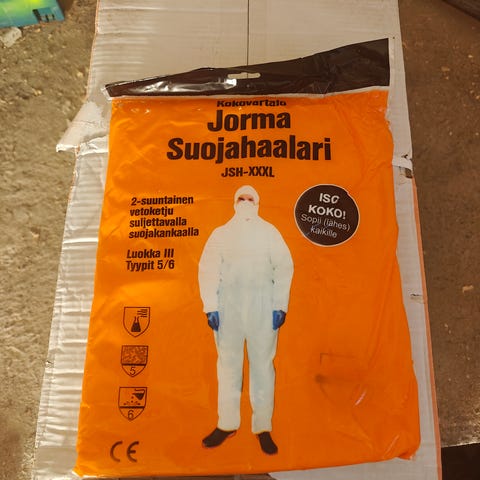 Kokovartalo
Jorma
Suojahaalari
JSH-XXXL
2-suuntainen
vetoketju
suljettavalla
suojakankaalla
Luokka III
Tyypit 5/6
ISO
KOKO!
Sopii (lähes)
kaikille
5
6
CE